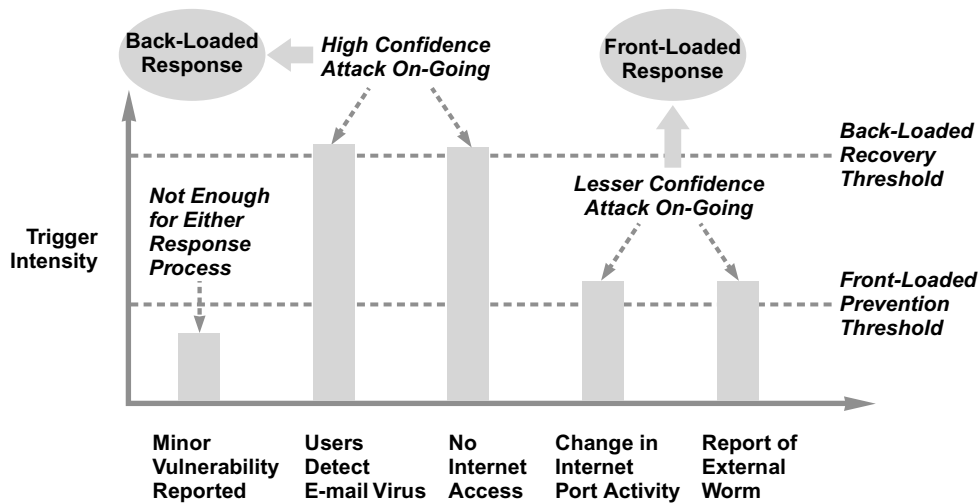 Back-Loaded
Response
High Confidence
Attack On-Going
Front-Loaded
Response
Back-Loaded
Recovery
Threshold
Lesser Confidence
Attack On-Going
Not Enough
for Either
Response
Process
Trigger
Intensity
Front-Loaded
Prevention
Threshold
Minor
Vulnerability
Reported
Users
Detect
E-mail Virus
No
Internet
Access
Change in
Internet
Port Activity
Report of
External
Worm